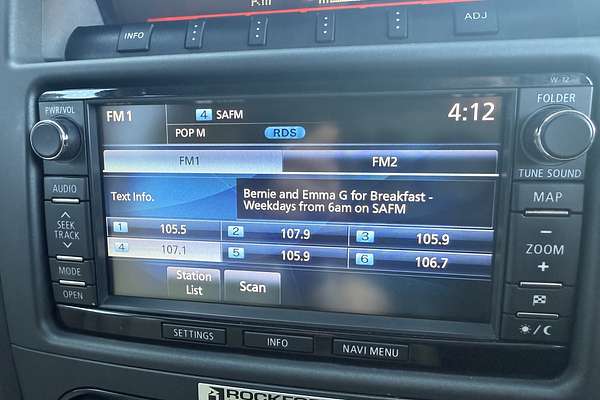 INFO
ADJ
W-12
PWR/VOL
FM1
4 SAFM
4:12
POP M
RDS
FM1
FM2
Text Info.
Bernie and Emma G for Breakfast -
Weekdays from 6am on SAFM
1 105.5
2 107.9
3 105.9
4 107.1
5 105.9
6 106.7
Station
List
Scan
AUDIO
SEEK
TRACK
MODE
OPEN
FOLDER
TUNE SOUND
MAP
ZOOM
SETTINGS
INFO
NAVI MENU